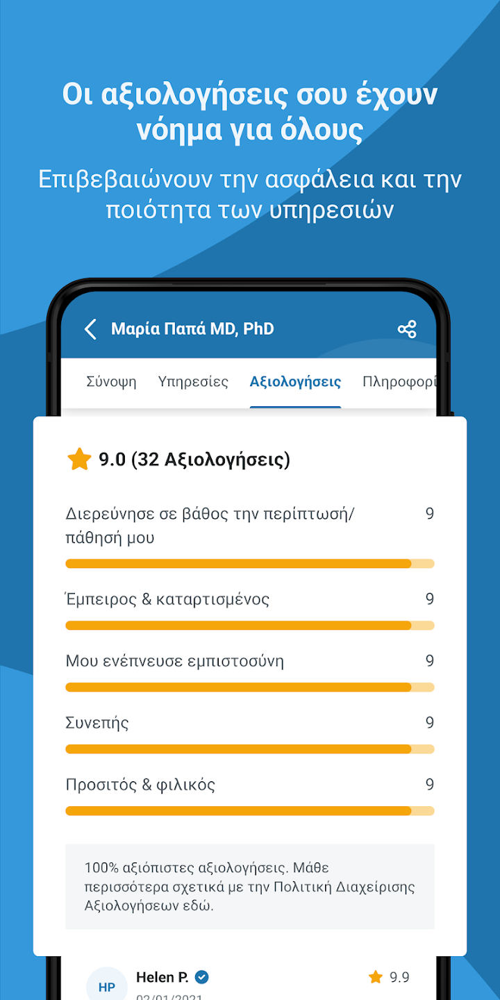 Οι αξιολογήσεις σου έχουν
νόημα για όλους
Επιβεβαιώνουν την ασφάλεια και την
ποιότητα των υπηρεσιών
Μαρία Παπά MD, PhD
Σύνοψη Υπηρεσίες Αξιολογήσεις Πληροφορί
9.0 (32 Αξιολογήσεις)
Διερεύνησε σε βάθος την περίπτωσή/ 9
πάθησή μου
Έμπειρος & καταρτισμένος 9
Μου ενέπνευσε εμπιστοσύνη 9
Συνεπής 9
Προσιτός & φιλικός 9
100% αξιόπιστες αξιολογήσεις. Μάθε
περισσότερα σχετικά με την Πολιτική Διαχείρισης
Αξιολογήσεων εδώ.
HP Helen P. 9.9
02/01/2021